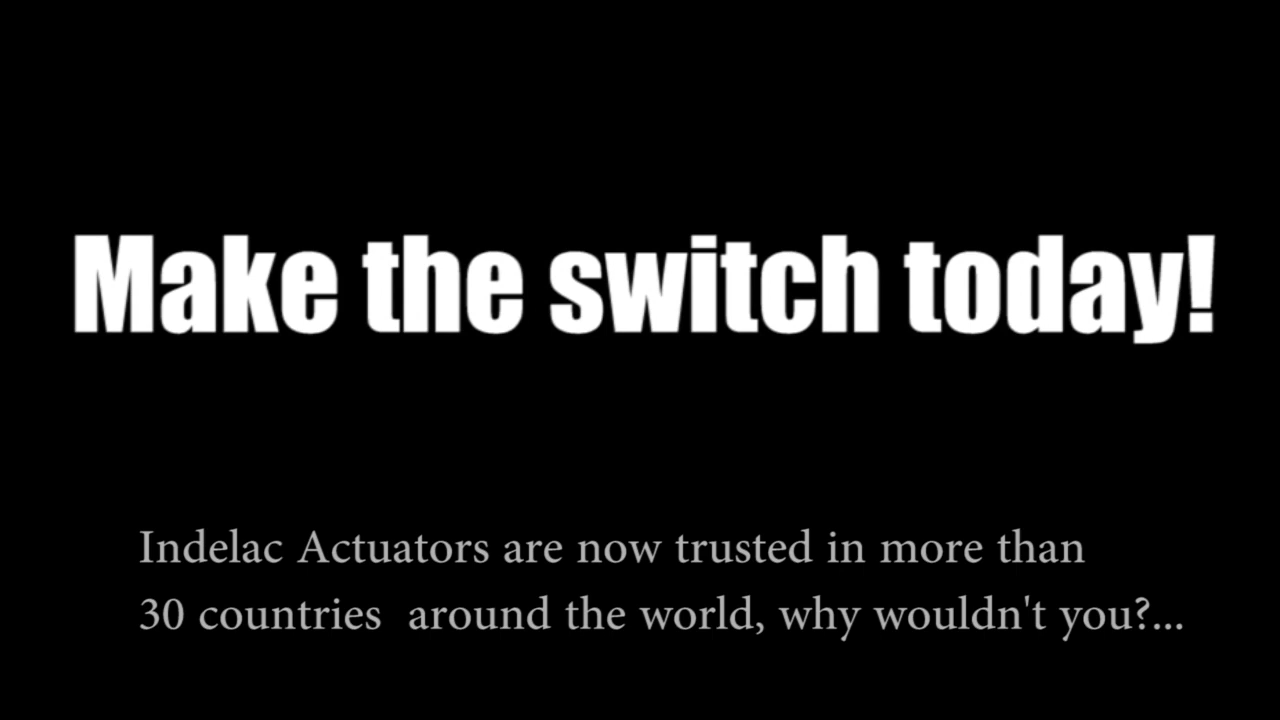 Make the switch today!
Indelac Actuators are now trusted in more than
30 countries  around the world, why wouldn't you?...